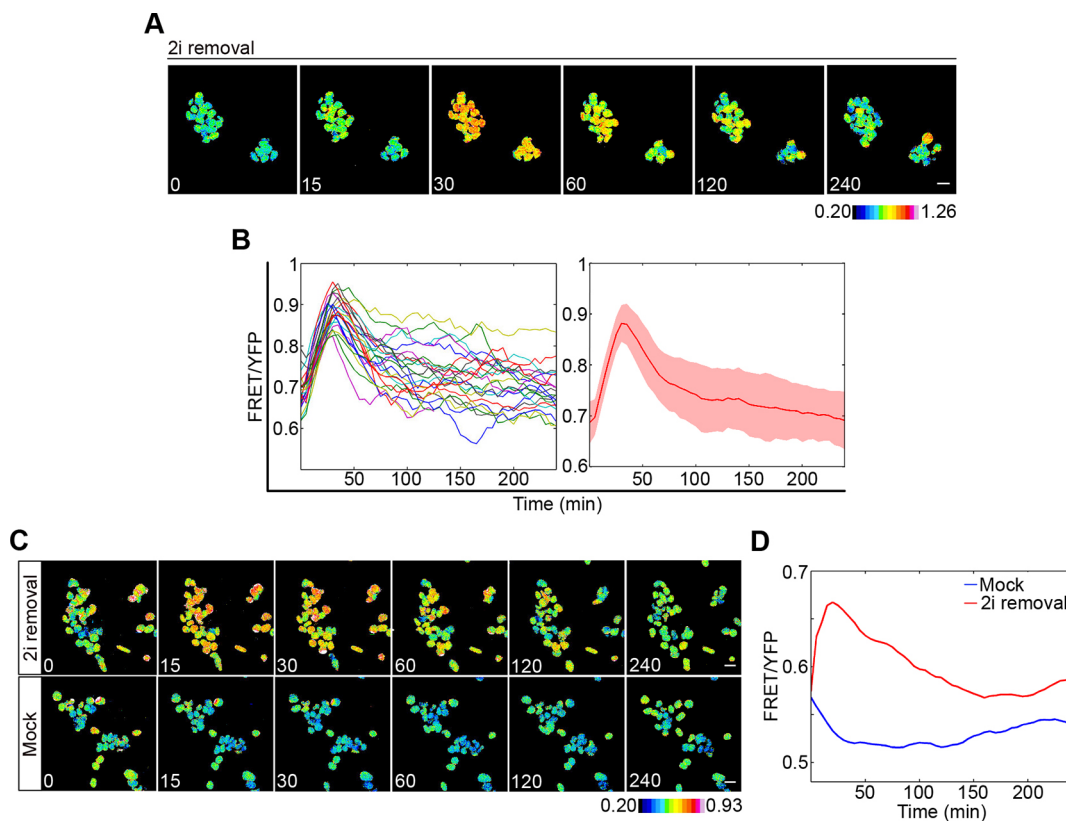 A
2i removal
0 15 30 60 120 240
0.20 1.26
B
1 1
0.9 0.9
0.8 0.8
0.7 0.7
0.6 0.6
FRET/YFP
50 100 150 200 50 100 150 200
Time (min)
C
2i removal
0 15 30 60 120 240
Mock
0 15 30 60 120 240
0.20 0.93
D
0.7
Mock
2i removal
0.6
0.5
FRET/YFP
0 50 100 150 200
Time (min)